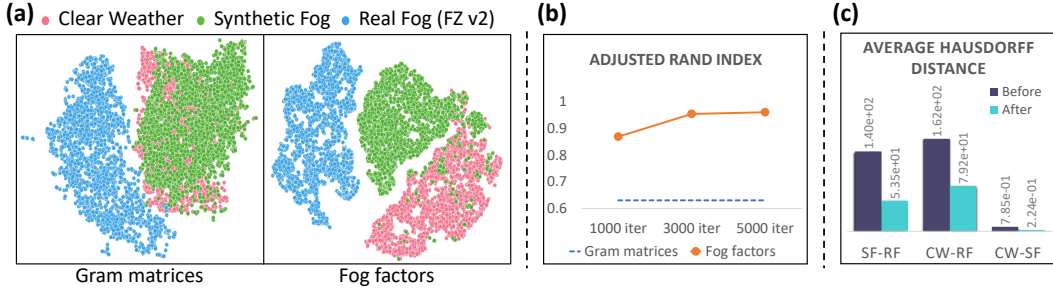 (a)
Clear Weather
Synthetic Fog
Real Fog (FZ v2)
Gram matrices
Fog factors
(b)
ADJUSTED RAND INDEX
1
0.9
0.8
0.7
0.6
1000 iter
3000 iter
5000 iter
Gram matrices
Fog factors
(c)
AVERAGE HAUSDORFF
DISTANCE
Before
After
1.40e+02
5.35e+01
1.62e+02
7.92e+01
7.85e-01
2.24e-01
SF-RF
CW-RF
CW-SF